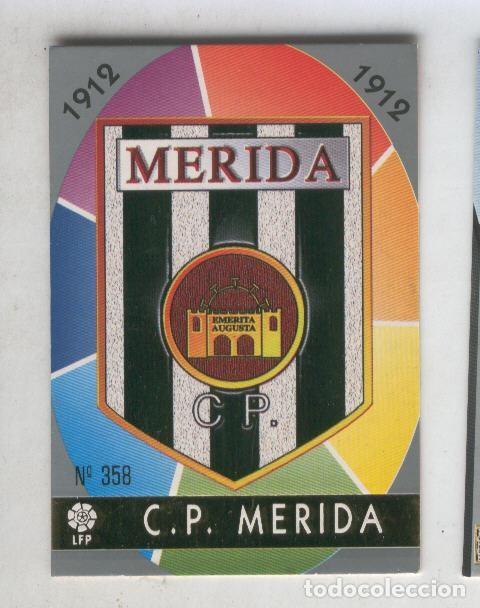 1912
1912
MERIDA
EMERITA
AUGUSTA
C P.
Nº 358
LFP
C.P. MERIDA
todocoleccion.net